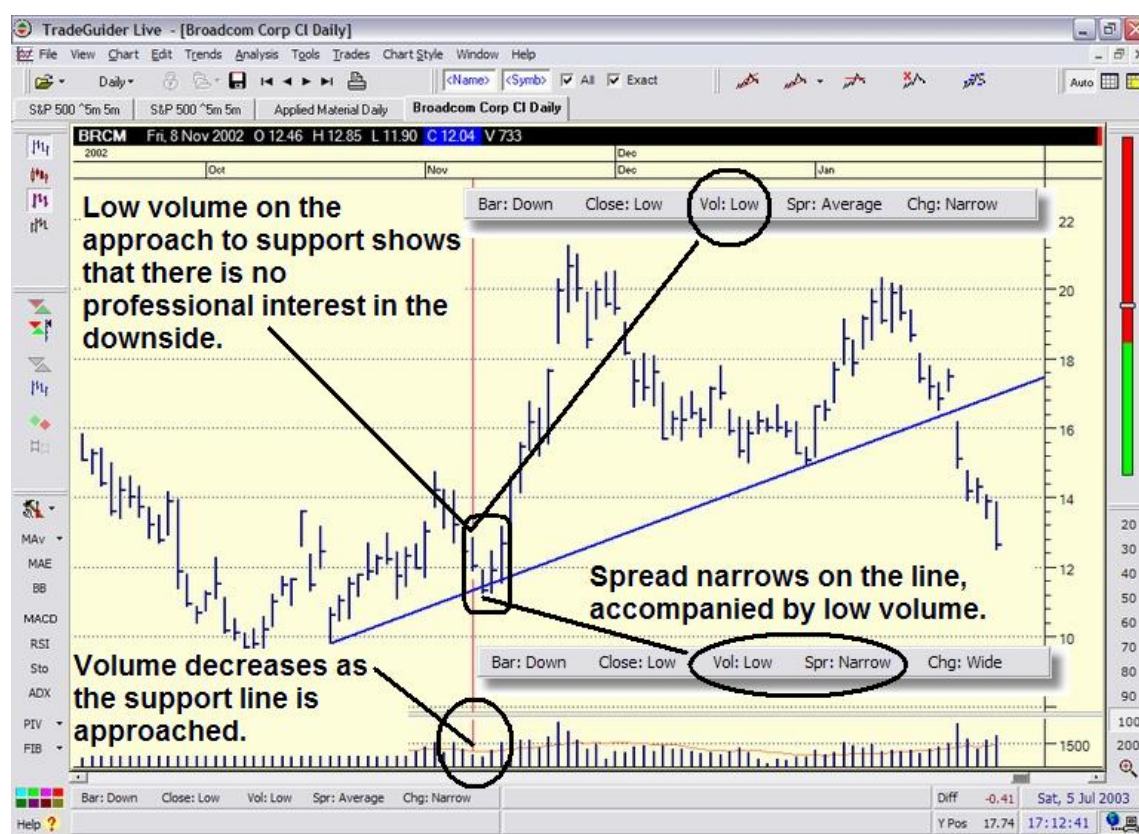 TradeGuider Live - [Broadcom Corp Cl Daily]
File View Chart Edit Trends Analysis Tools Trades Chart Style Window Help
Daily <Name> <Symb> All Exact Auto
S&P 500 ^5m 5m S&P 500 ^5m 5m Applied Material Daily Broadcom Corp Cl Daily
BRCM Fri, 8 Nov 2002 O 12.46 H 12.85 L 11.90 C 12.04 V 733
2002 Dec
Oct Nov Dec Jan
Bar: Down Close: Low Vol: Low Spr: Average Chg: Narrow
Low volume on the
approach to support shows
that there is no
professional interest in the
downside.
22
20
18
16
14
12
10
Spread narrows on the line,
accompanied by low volume.
Bar: Down Close: Low Vol: Low Spr: Narrow Chg: Wide
Volume decreases as
the support line is
approached.
1500
MAv
MAE
BB
MACD
RSI
Sto
ADX
PIV
FIB
20
30
40
50
60
70
80
90
100
200
Bar: Down Close: Low Vol: Low Spr: Average Chg: Narrow Diff -0.41 Sat, 5 Jul 2003
Help ? Y Pos 17.74 17:12:41